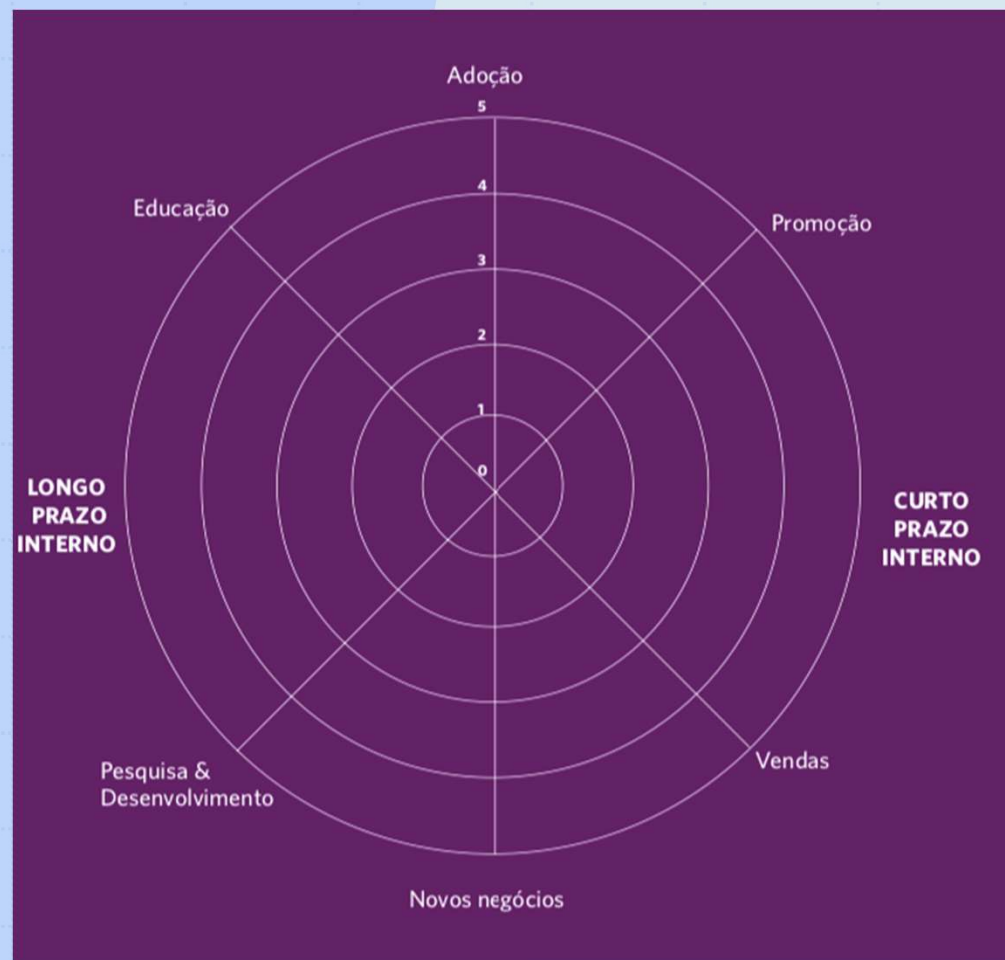 Adoção
5
4
3
2
1
0
Educação
Promoção
LONGO
PRAZO
INTERNO
CURTO
PRAZO
INTERNO
Pesquisa &
Desenvolvimento
Vendas
Novos negócios